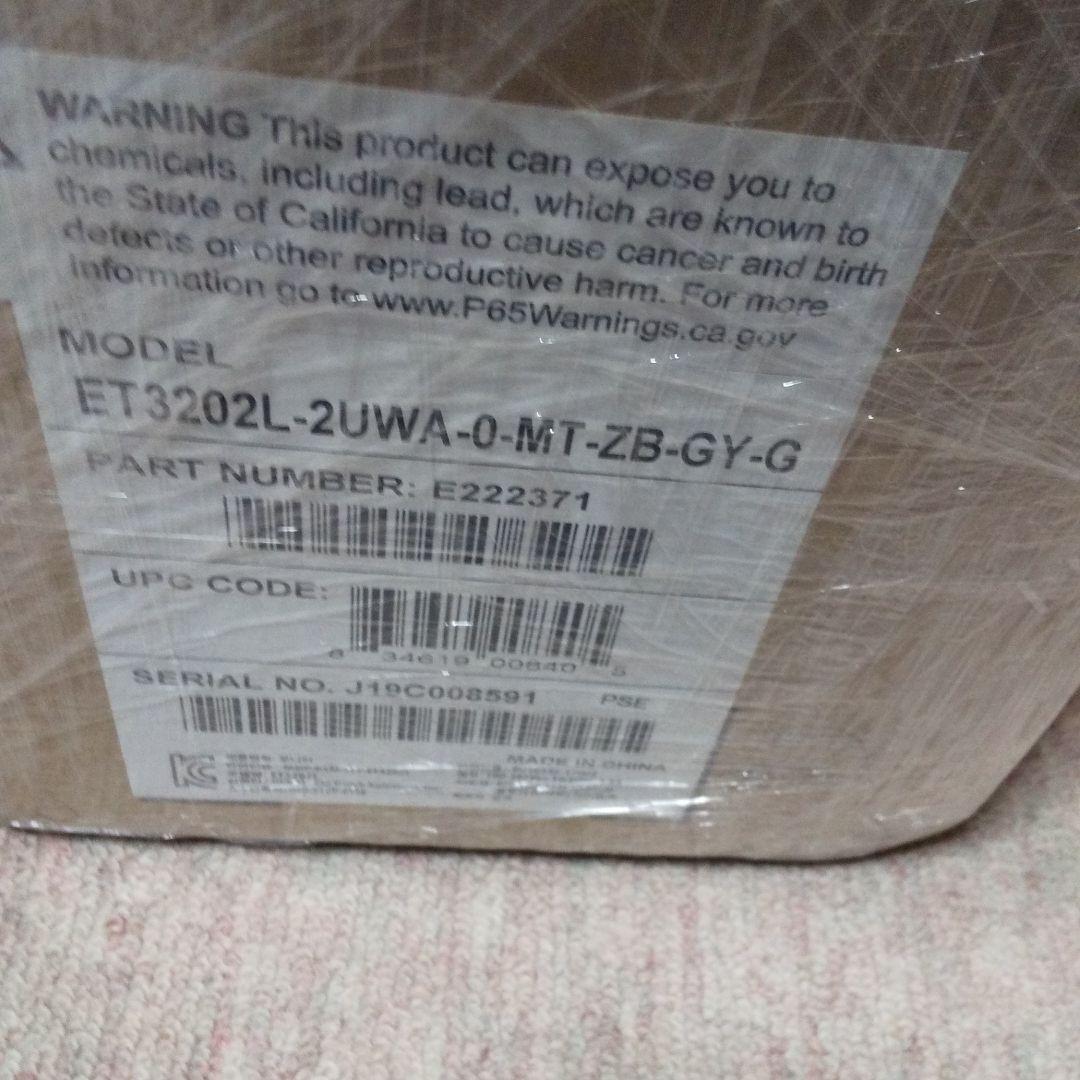 WARNING This product can expose you to
chemicals, including lead, which are known to
the State of California to cause cancer and birth
defects or other reproductive harm. For more
information go to www.P65Warnings.ca.gov
MODEL
ET3202L-2UWA-0-MT-ZB-GY-G
PART NUMBER: E222371
UPC CODE:
8 34619 00640 5
SERIAL NO. J19C008591 PSE
MADE IN CHINA